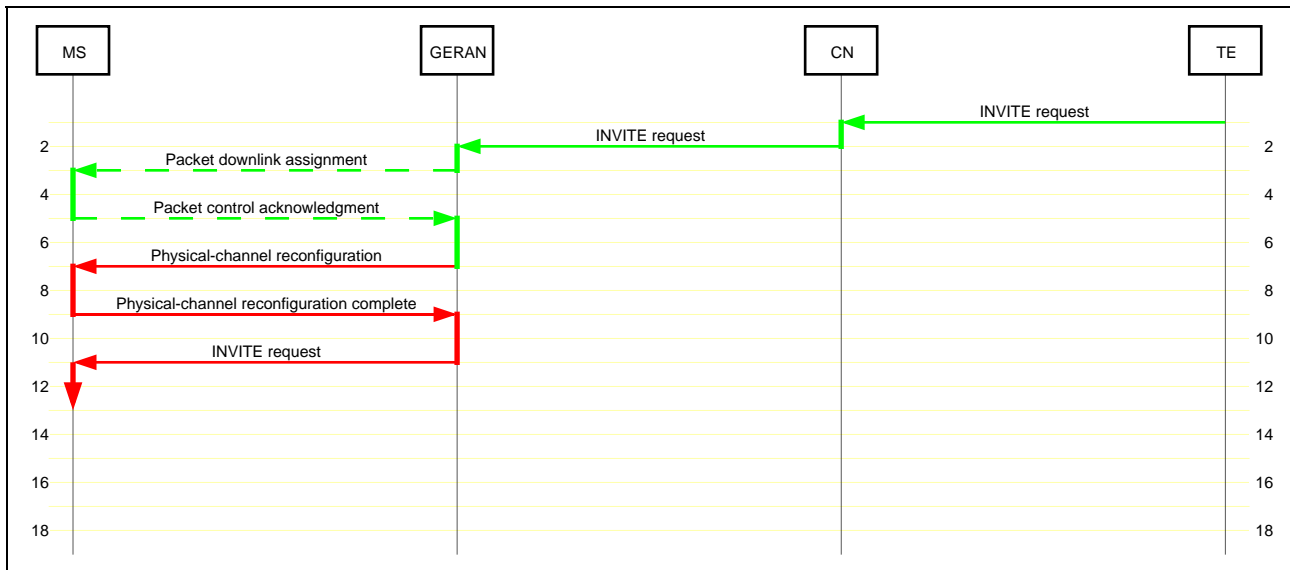 MS GERAN CN TE
INVITE request
INVITE request
2 2
Packet downlink assignment
4 4
Packet control acknowledgment
6 6
Physical-channel reconfiguration
8 8
Physical-channel reconfiguration complete
10 10
INVITE request
12 12
14 14
16 16
18 18